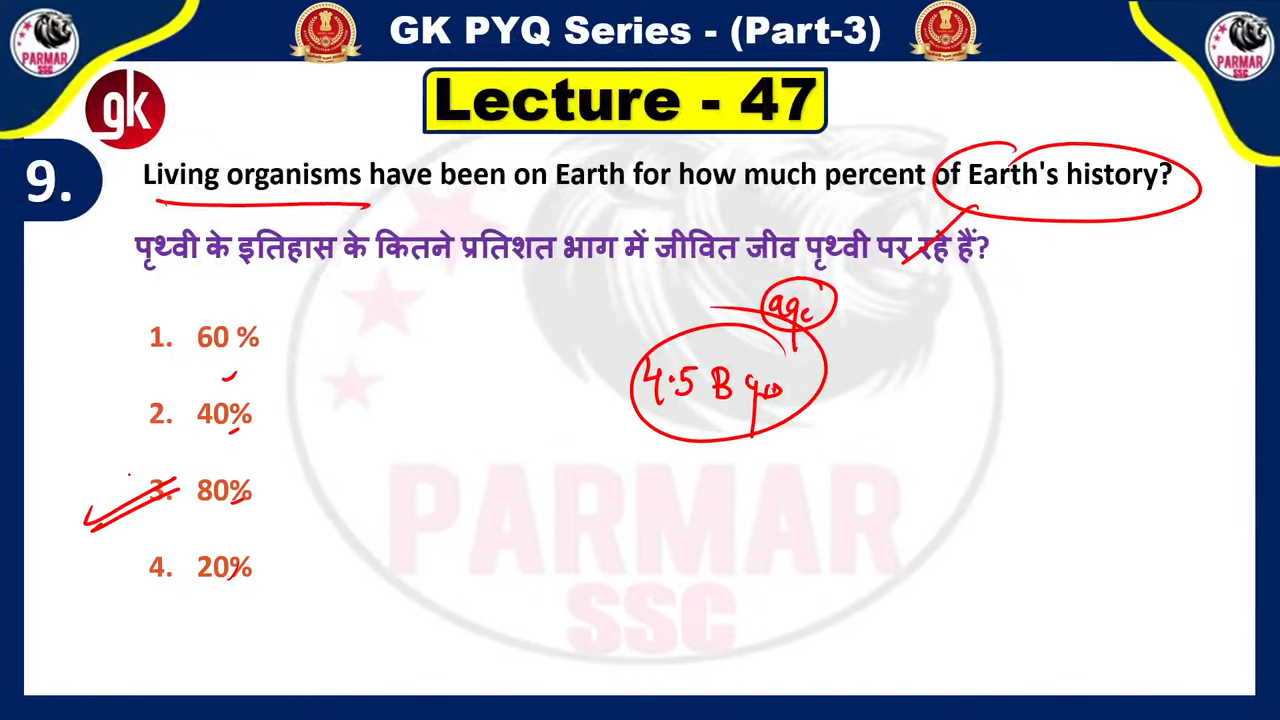 GK PYQ Series - (Part-3)
PARMAR
SSC
PARMAR
SSC
gk
Lecture - 47
9.
Living organisms have been on Earth for how much percent of Earth's history?
पृथ्वी के इतिहास के कितने प्रतिशत भाग में जीवित जीव पृथ्वी पर रहे हैं?
age
1. 60 %
4.5 B
2. 40%
3. 80%
4. 20%
PARMAR
SSC